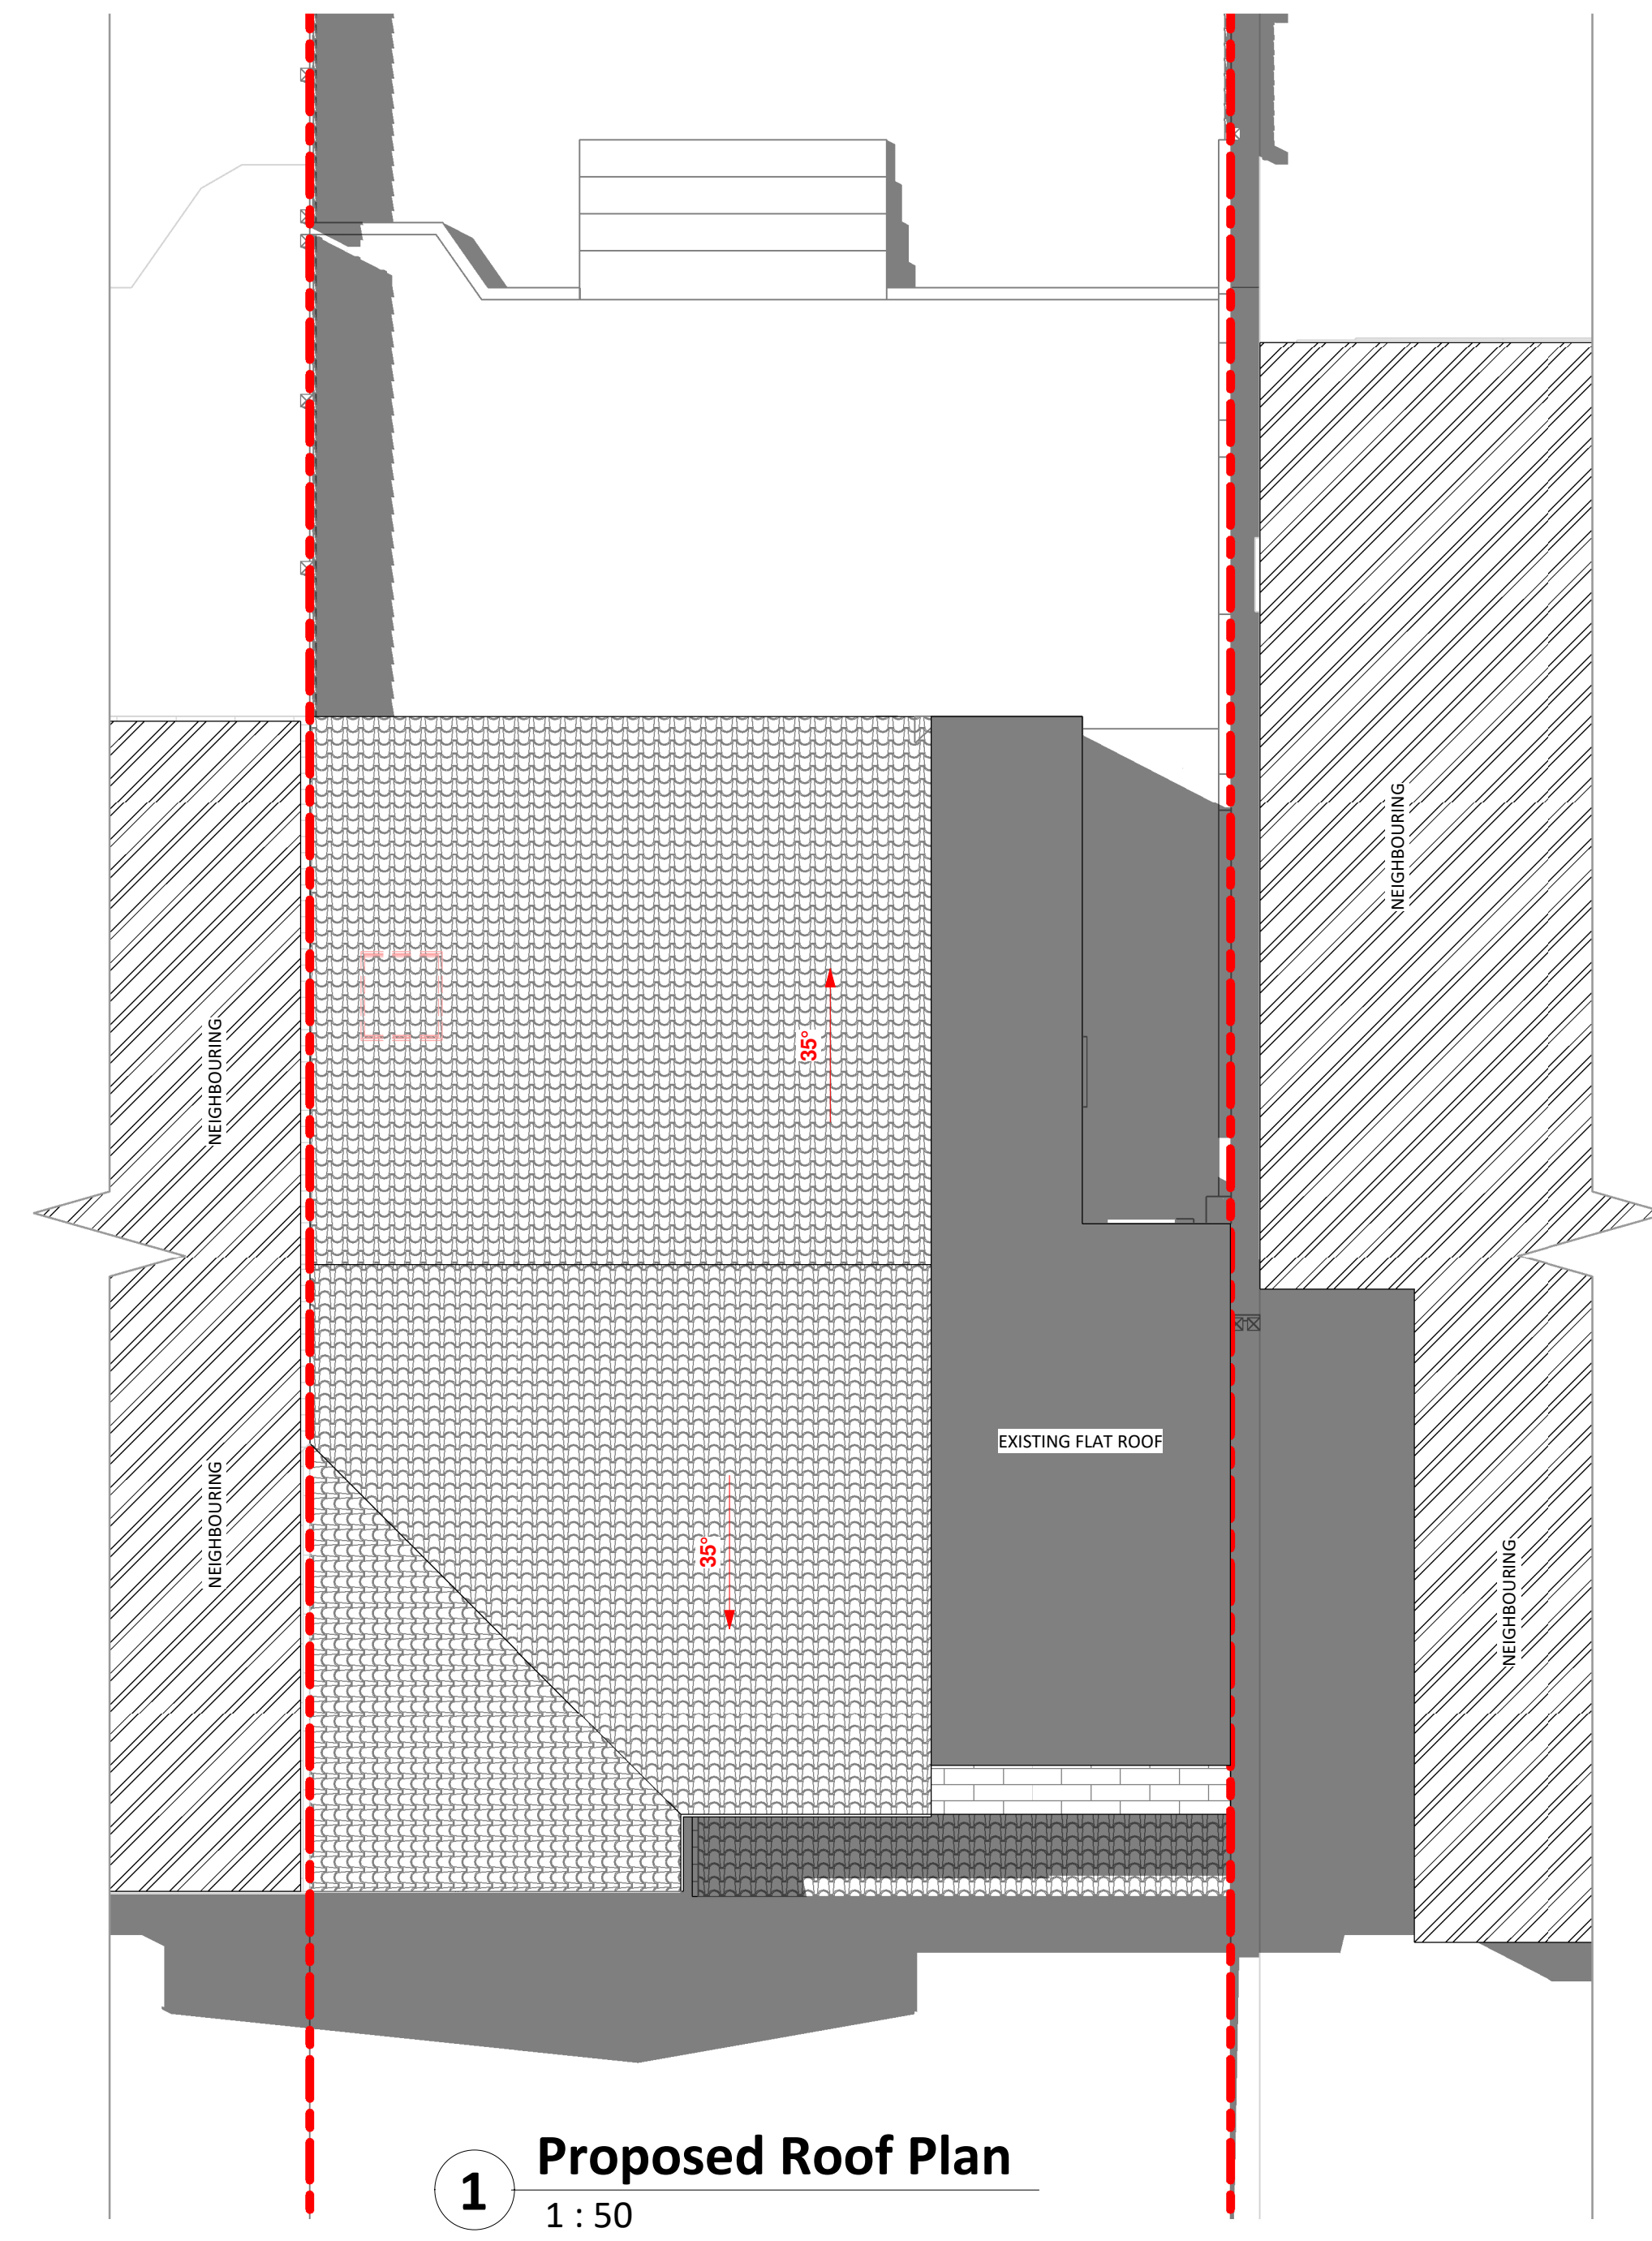 NEIGHBOURING
NEIGHBOURING
35°
EXISTING FLAT ROOF
35°
NEIGHBOURING
NEIGHBOURING
1
Proposed Roof Plan
1 : 50